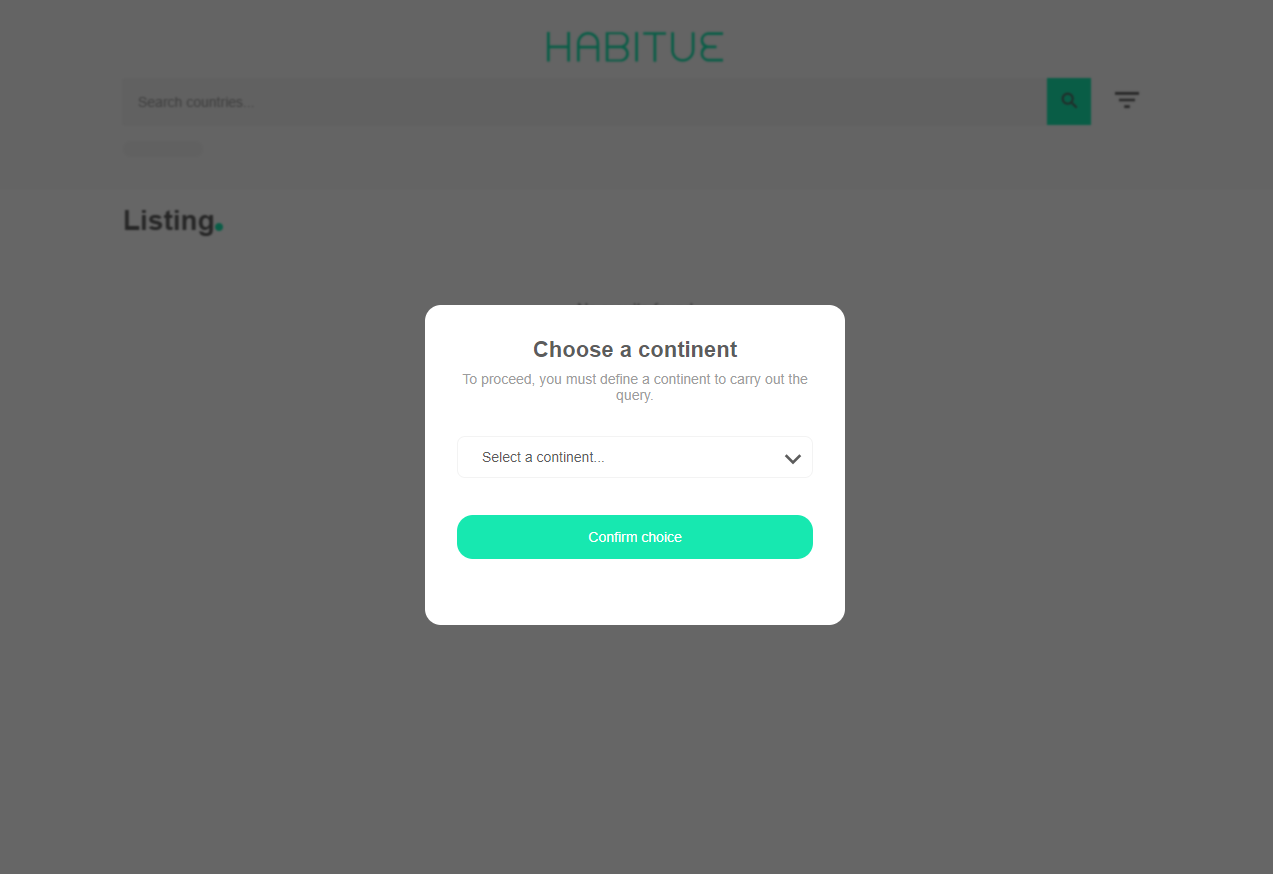 HABITUE
Search countries...
Listing.
Choose a continent
To proceed, you must define a continent to carry out the
query.
Select a continent...
Confirm choice